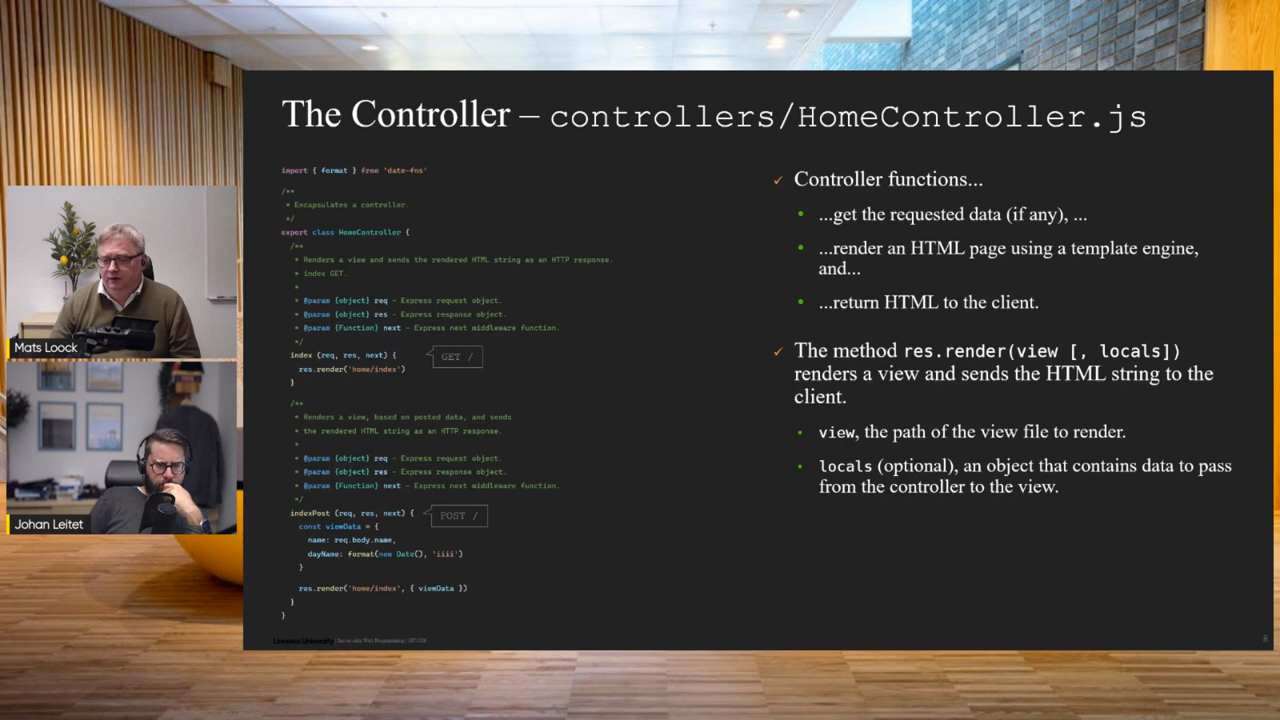 The Controller – controllers/HomeController.js
import { format } from 'date-fns'
/**
* Encapsulates a controller.
*/
export class HomeController {
/**
* Renders a view and sends the rendered HTML string as an HTTP response.
* index GET.
*
* @param {object} req - Express request object.
* @param {object} res - Express response object.
* @param {Function} next - Express next middleware function.
*/
index (req, res, next) {
GET /
res.render('home/index')
}
/**
* Renders a view, based on posted data, and sends
* the rendered HTML string as an HTTP response.
*
* @param {object} req - Express request object.
* @param {object} res - Express response object.
* @param {Function} next - Express next middleware function.
*/
indexPost (req, res, next) {
POST /
const viewData = {
name: req.body.name,
dayName: format(new Date(), 'iiii')
}
res.render('home/index', { viewData })
}
}
✓ Controller functions...
• ...get the requested data (if any), ...
• ...render an HTML page using a template engine,
and...
• ...return HTML to the client.
✓ The method res.render(view [, locals])
renders a view and sends the HTML string to the
client.
• view, the path of the view file to render.
• locals (optional), an object that contains data to pass
from the controller to the view.
Mats Loock
Johan Leitet
8